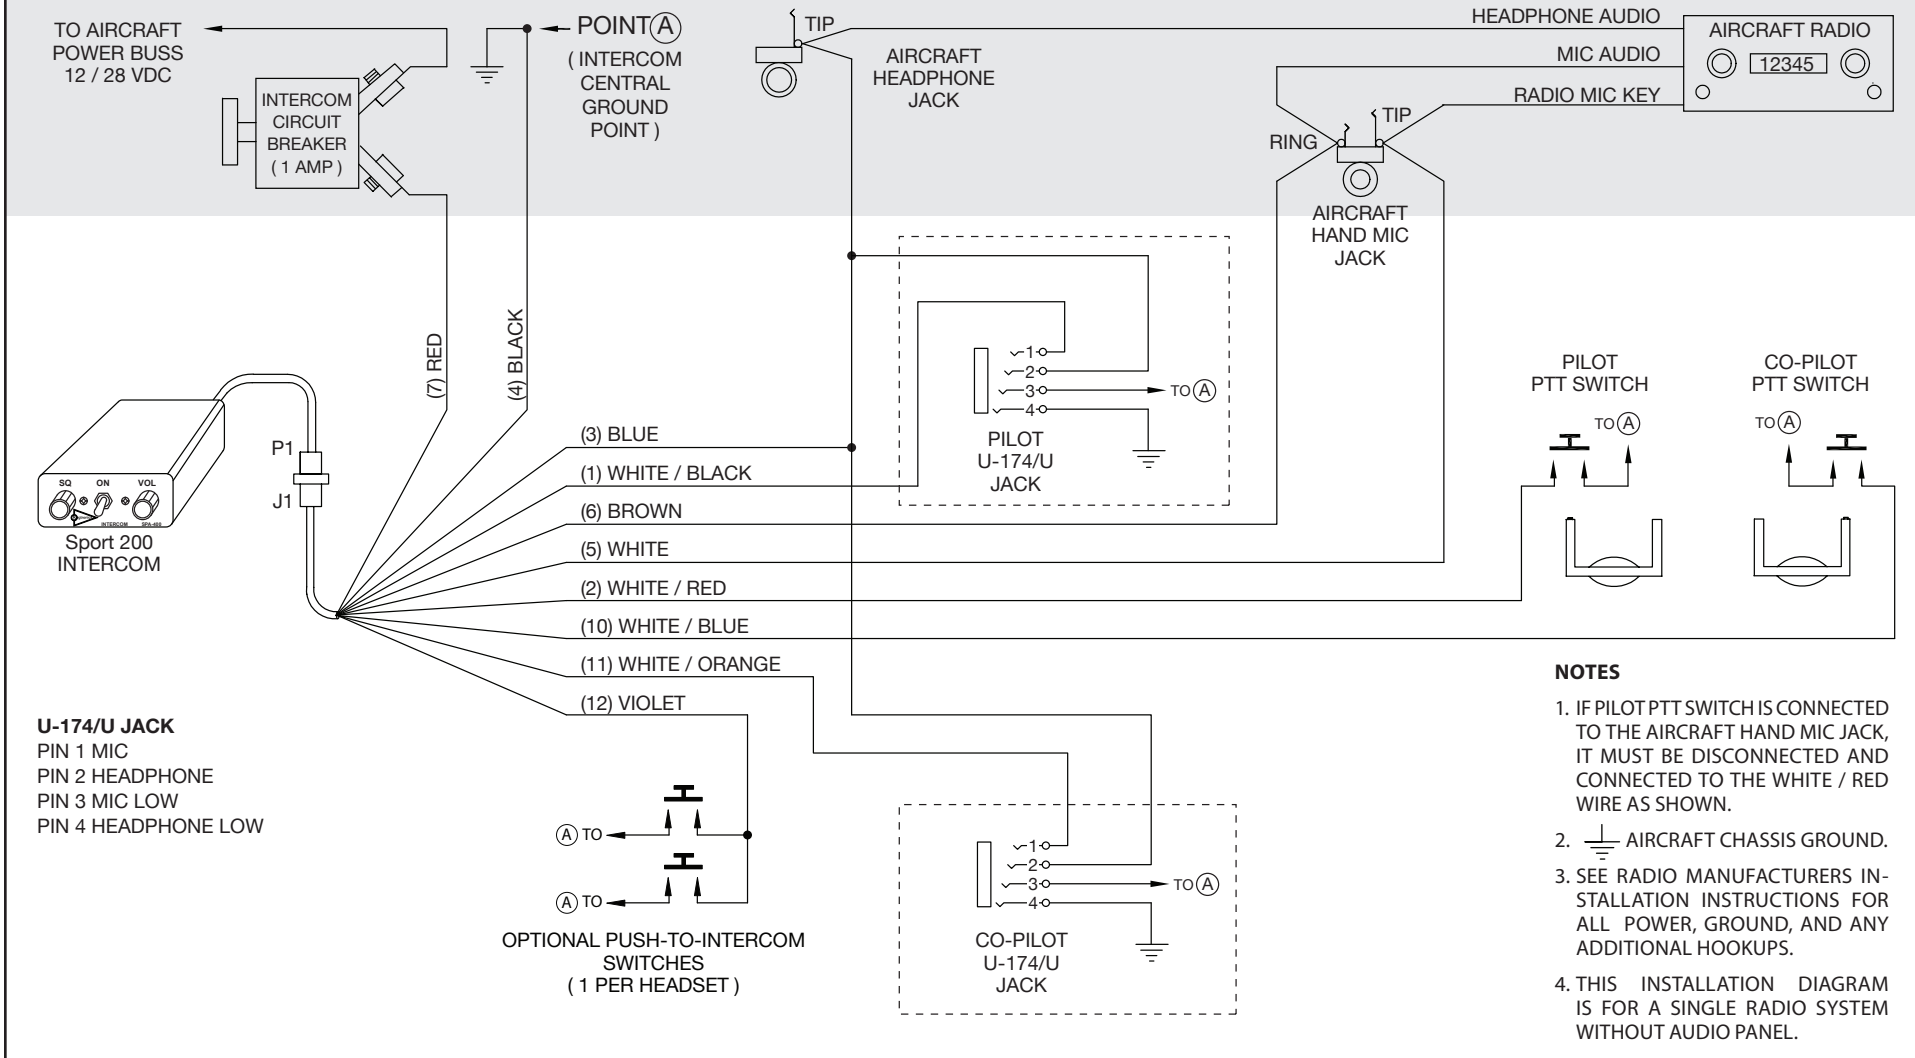 TO AIRCRAFT
POWER BUSS
12 / 28 VDC
INTERCOM
CIRCUIT
BREAKER
( 1 AMP )
POINT A
( INTERCOM
CENTRAL
GROUND
POINT )
TIP
AIRCRAFT
HEADPHONE
JACK
HEADPHONE AUDIO
MIC AUDIO
RADIO MIC KEY
AIRCRAFT RADIO
12345
RING
TIP
AIRCRAFT
HAND MIC
JACK
(7) RED
(4) BLACK
(3) BLUE
(1) WHITE / BLACK
(6) BROWN
(5) WHITE
(2) WHITE / RED
(10) WHITE / BLUE
(11) WHITE / ORANGE
(12) VIOLET
1
2
3
4
TO A
PILOT
U-174/U
JACK
PILOT
PTT SWITCH
TO A
CO-PILOT
PTT SWITCH
TO A
P1
J1
SQ
ON
VOL
INTERCOM
SPA-400
Sport 200
INTERCOM
U-174/U JACK
PIN 1 MIC
PIN 2 HEADPHONE
PIN 3 MIC LOW
PIN 4 HEADPHONE LOW
A TO
A TO
OPTIONAL PUSH-TO-INTERCOM
SWITCHES
( 1 PER HEADSET )
1
2
3
4
TO A
CO-PILOT
U-174/U
JACK
NOTES
1. IF PILOT PTT SWITCH IS CONNECTED
TO THE AIRCRAFT HAND MIC JACK,
IT MUST BE DISCONNECTED AND
CONNECTED TO THE WHITE / RED
WIRE AS SHOWN.
2. AIRCRAFT CHASSIS GROUND.
3. SEE RADIO MANUFACTURERS IN-
STALLATION INSTRUCTIONS FOR
ALL POWER, GROUND, AND ANY
ADDITIONAL HOOKUPS.
4. THIS INSTALLATION DIAGRAM
IS FOR A SINGLE RADIO SYSTEM
WITHOUT AUDIO PANEL.